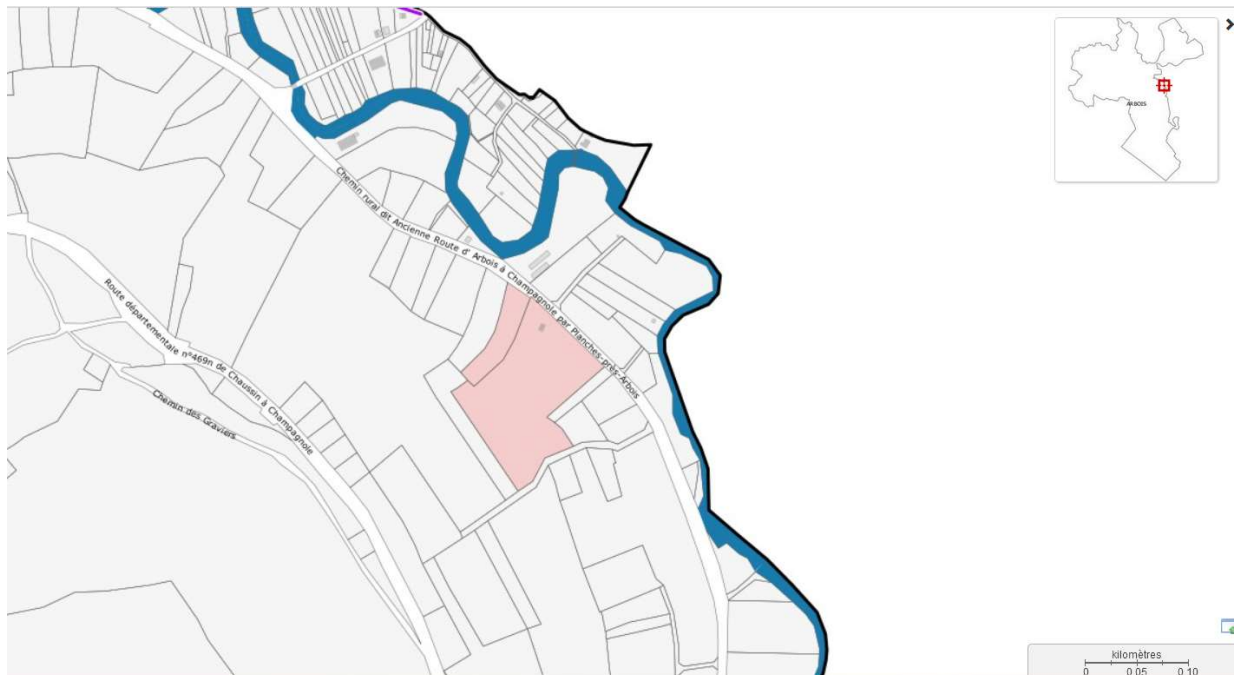 ARBOIS
Chemin rural dit Ancienne Route d' Arbois à Champagnole par Planches-près-Arbois
Route départementale n°469n de Chaussin à Champagnole
Chemin des Graviers
kilomètres
0 0.05 0.10